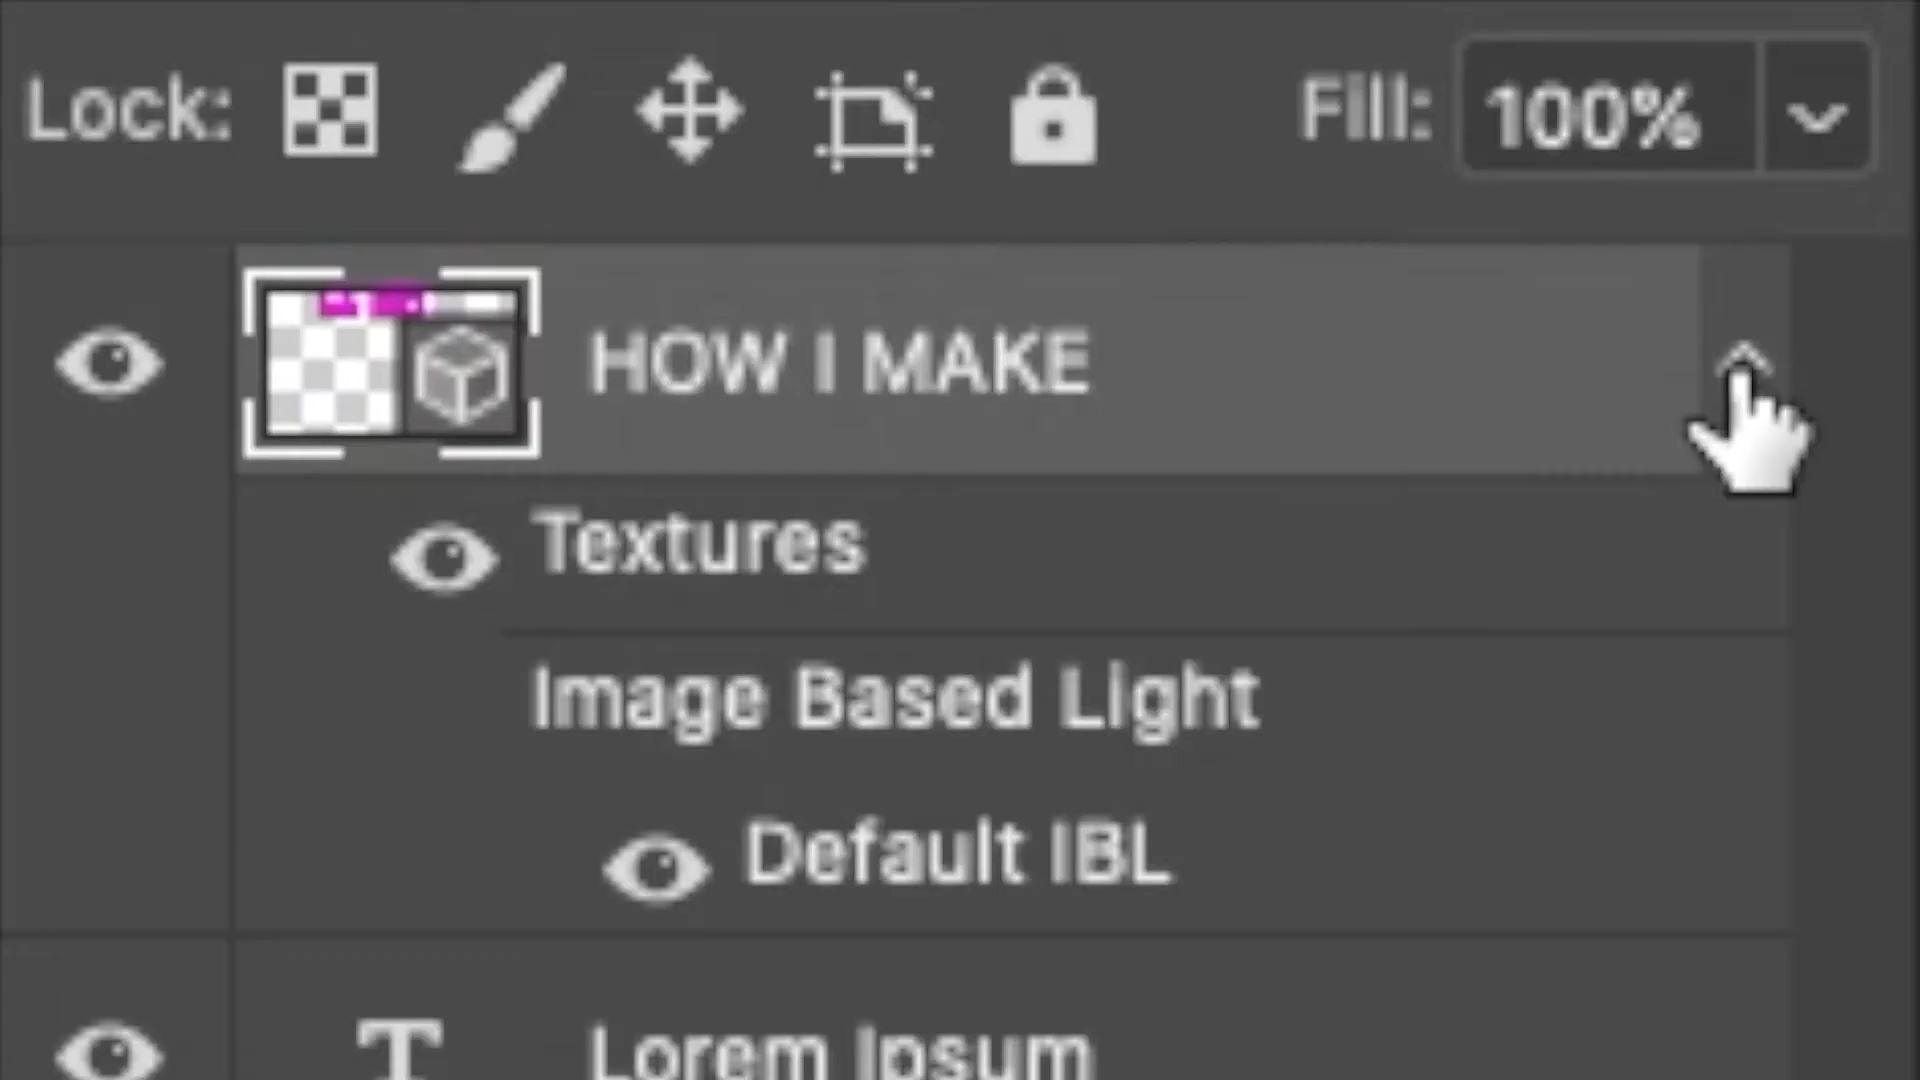 Lock: Fill: 100%
HOW I MAKE
Textures
Image Based Light
Default IBL
T Lorem Ipsum